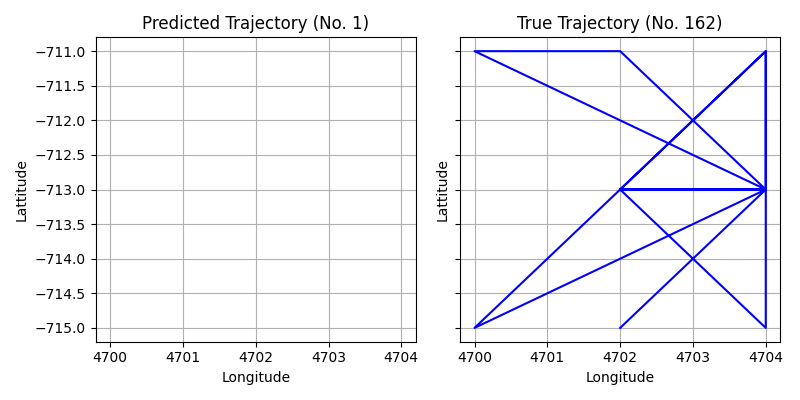 Predicted Trajectory (No. 1)
True Trajectory (No. 162)
−711.0
−711.5
−712.0
−712.5
−713.0
−713.5
−714.0
−714.5
−715.0
Lattitude
4700 4701 4702 4703 4704
Longitude
Lattitude
4700 4701 4702 4703 4704
Longitude